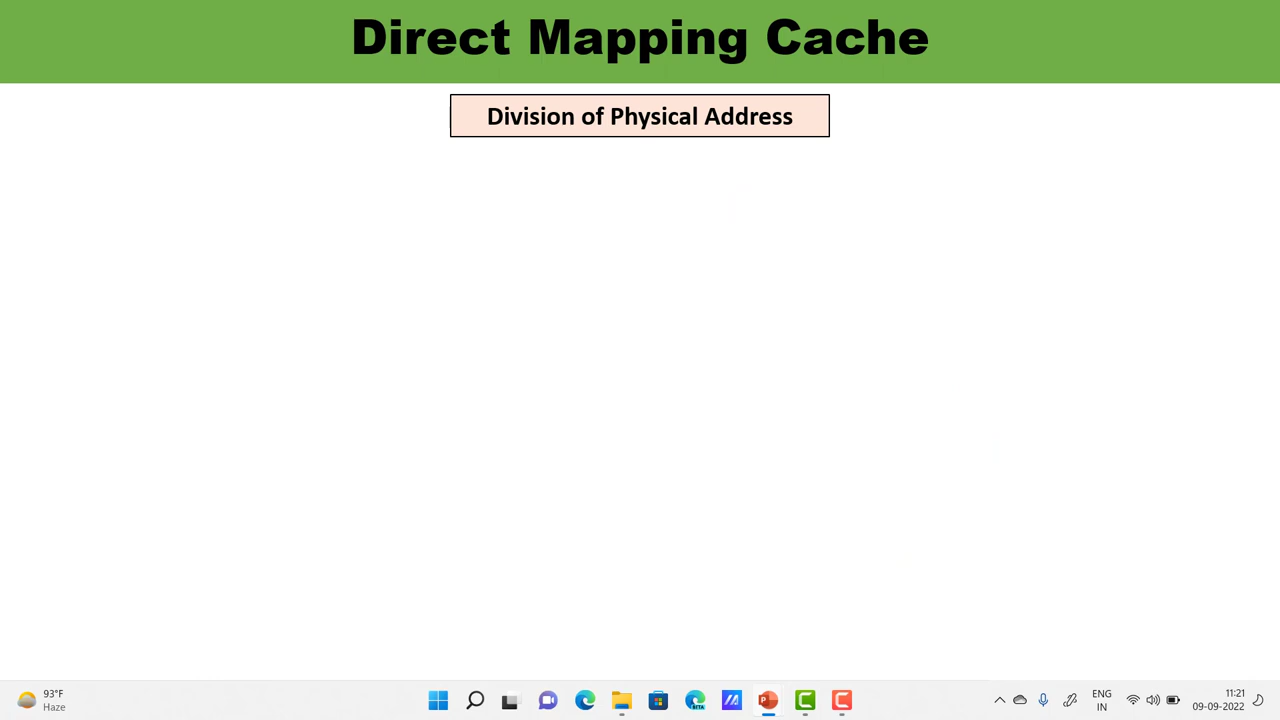 Direct Mapping Cache
Division of Physical Address
93°F
Haze
ENG
IN
11:21
09-09-2022